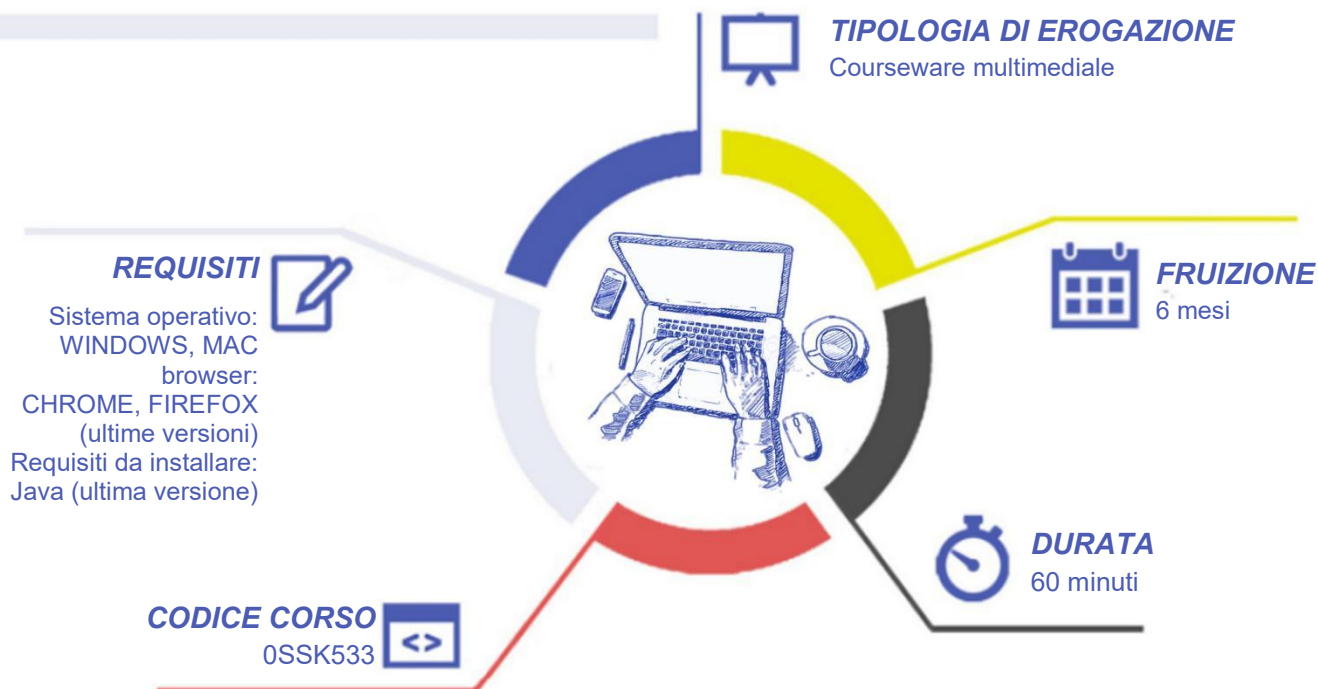 TIPOLOGIA DI EROGAZIONE
Courseware multimediale
REQUISITI
Sistema operativo:
WINDOWS, MAC
browser:
CHROME, FIREFOX
(ultime versioni)
Requisiti da installare:
Java (ultima versione)
FRUIZIONE
6 mesi
DURATA
60 minuti
CODICE CORSO
0SSK533